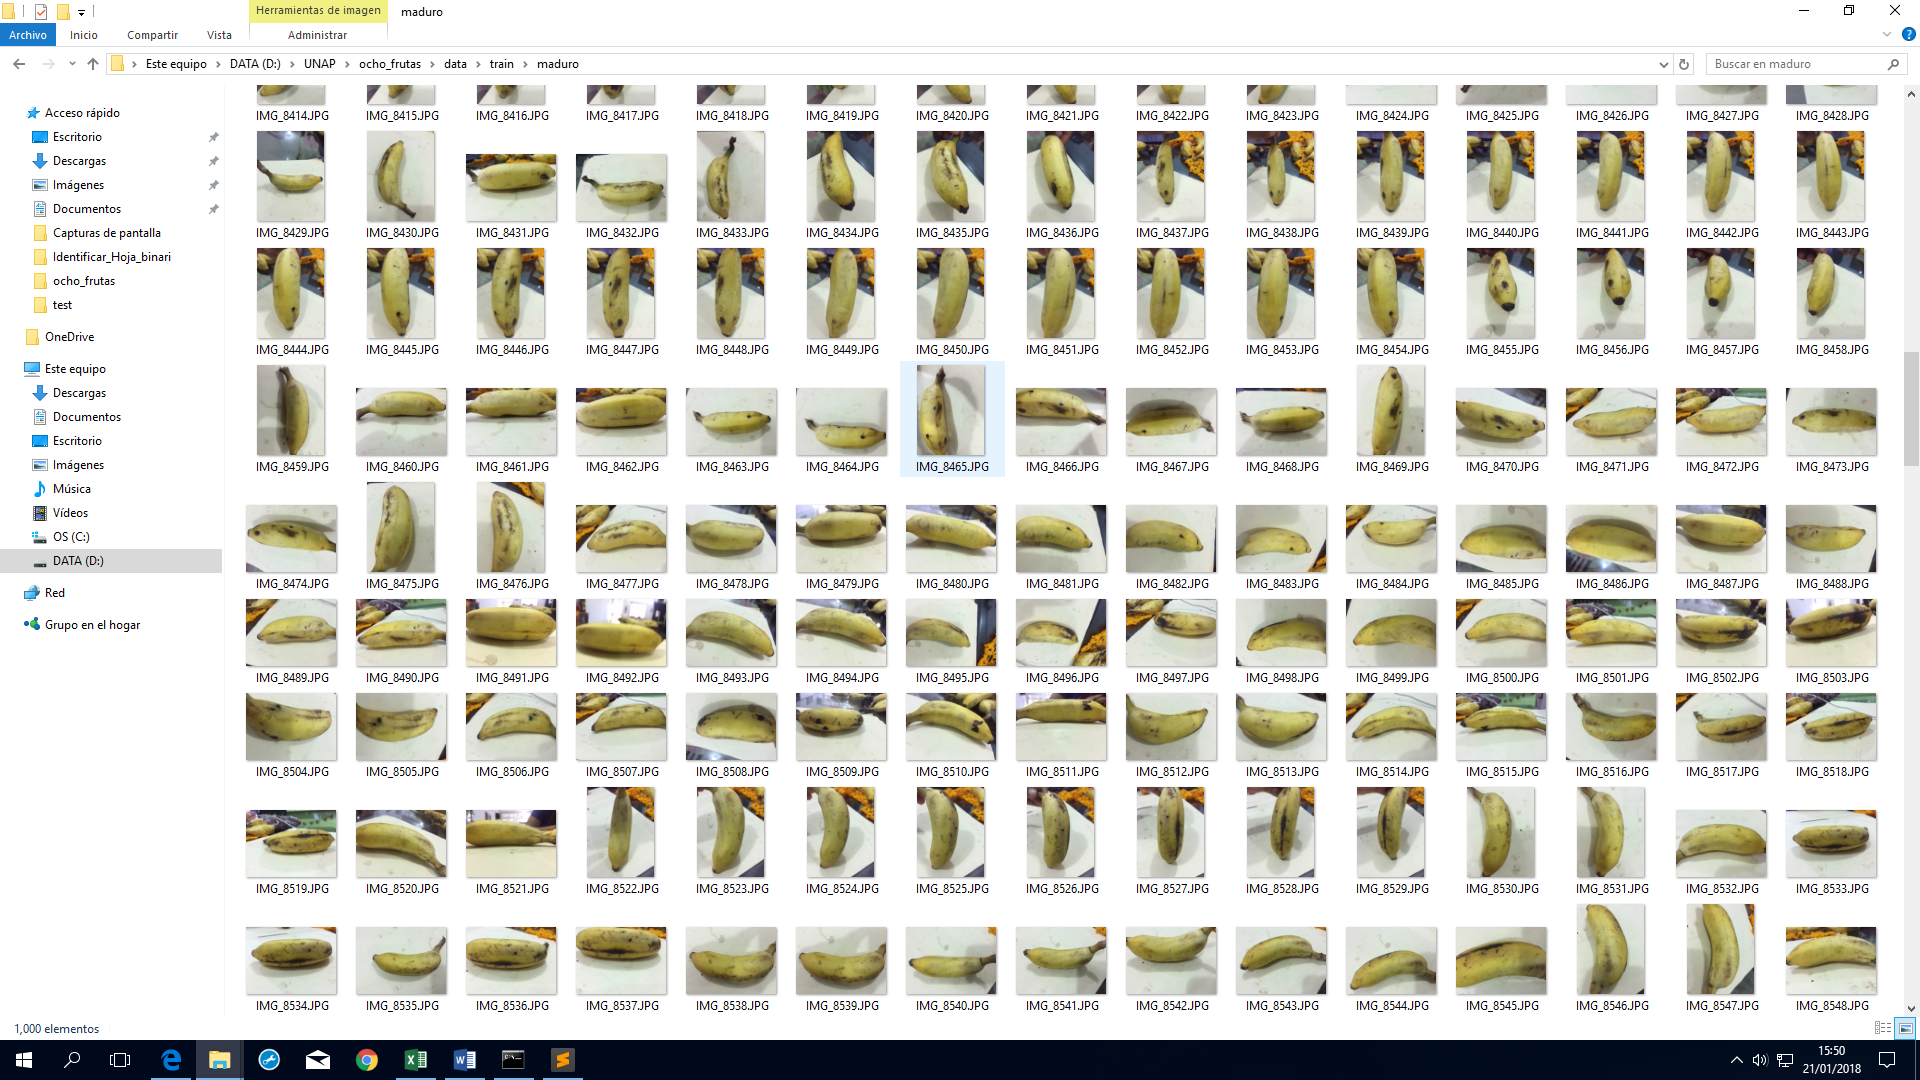 Herramientas de imagen
maduro
Archivo
Inicio
Compartir
Vista
Administrar
Este equipo
DATA (D:)
UNAP
ocho_frutas
data
train
maduro
Buscar en maduro
Acceso rápido
Escritorio
Descargas
Imágenes
Documentos
Capturas de pantalla
Identificar_Hoja_binari
ocho_frutas
test
OneDrive
Este equipo
Descargas
Documentos
Escritorio
Imágenes
Música
Vídeos
OS (C:)
DATA (D:)
Red
Grupo en el hogar
IMG_8414.JPG IMG_8415.JPG IMG_8416.JPG IMG_8417.JPG IMG_8418.JPG IMG_8419.JPG IMG_8420.JPG IMG_8421.JPG IMG_8422.JPG IMG_8423.JPG IMG_8424.JPG IMG_8425.JPG IMG_8426.JPG IMG_8427.JPG IMG_8428.JPG
IMG_8429.JPG IMG_8430.JPG IMG_8431.JPG IMG_8432.JPG IMG_8433.JPG IMG_8434.JPG IMG_8435.JPG IMG_8436.JPG IMG_8437.JPG IMG_8438.JPG IMG_8439.JPG IMG_8440.JPG IMG_8441.JPG IMG_8442.JPG IMG_8443.JPG
IMG_8444.JPG IMG_8445.JPG IMG_8446.JPG IMG_8447.JPG IMG_8448.JPG IMG_8449.JPG IMG_8450.JPG IMG_8451.JPG IMG_8452.JPG IMG_8453.JPG IMG_8454.JPG IMG_8455.JPG IMG_8456.JPG IMG_8457.JPG IMG_8458.JPG
IMG_8459.JPG IMG_8460.JPG IMG_8461.JPG IMG_8462.JPG IMG_8463.JPG IMG_8464.JPG IMG_8465.JPG IMG_8466.JPG IMG_8467.JPG IMG_8468.JPG IMG_8469.JPG IMG_8470.JPG IMG_8471.JPG IMG_8472.JPG IMG_8473.JPG
IMG_8474.JPG IMG_8475.JPG IMG_8476.JPG IMG_8477.JPG IMG_8478.JPG IMG_8479.JPG IMG_8480.JPG IMG_8481.JPG IMG_8482.JPG IMG_8483.JPG IMG_8484.JPG IMG_8485.JPG IMG_8486.JPG IMG_8487.JPG IMG_8488.JPG
IMG_8489.JPG IMG_8490.JPG IMG_8491.JPG IMG_8492.JPG IMG_8493.JPG IMG_8494.JPG IMG_8495.JPG IMG_8496.JPG IMG_8497.JPG IMG_8498.JPG IMG_8499.JPG IMG_8500.JPG IMG_8501.JPG IMG_8502.JPG IMG_8503.JPG
IMG_8504.JPG IMG_8505.JPG IMG_8506.JPG IMG_8507.JPG IMG_8508.JPG IMG_8509.JPG IMG_8510.JPG IMG_8511.JPG IMG_8512.JPG IMG_8513.JPG IMG_8514.JPG IMG_8515.JPG IMG_8516.JPG IMG_8517.JPG IMG_8518.JPG
IMG_8519.JPG IMG_8520.JPG IMG_8521.JPG IMG_8522.JPG IMG_8523.JPG IMG_8524.JPG IMG_8525.JPG IMG_8526.JPG IMG_8527.JPG IMG_8528.JPG IMG_8529.JPG IMG_8530.JPG IMG_8531.JPG IMG_8532.JPG IMG_8533.JPG
IMG_8534.JPG IMG_8535.JPG IMG_8536.JPG IMG_8537.JPG IMG_8538.JPG IMG_8539.JPG IMG_8540.JPG IMG_8541.JPG IMG_8542.JPG IMG_8543.JPG IMG_8544.JPG IMG_8545.JPG IMG_8546.JPG IMG_8547.JPG IMG_8548.JPG
1,000 elementos
15:50
21/01/2018